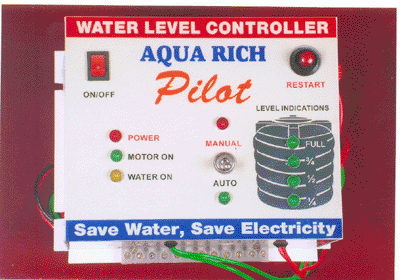 WATER LEVEL CONTROLLER
AQUA RICH
Pilot
ON/OFF
RESTART
LEVEL INDICATIONS
POWER
MOTOR ON
WATER ON
MANUAL
AUTO
FULL
¾
½
¼
Save Water, Save Electricity